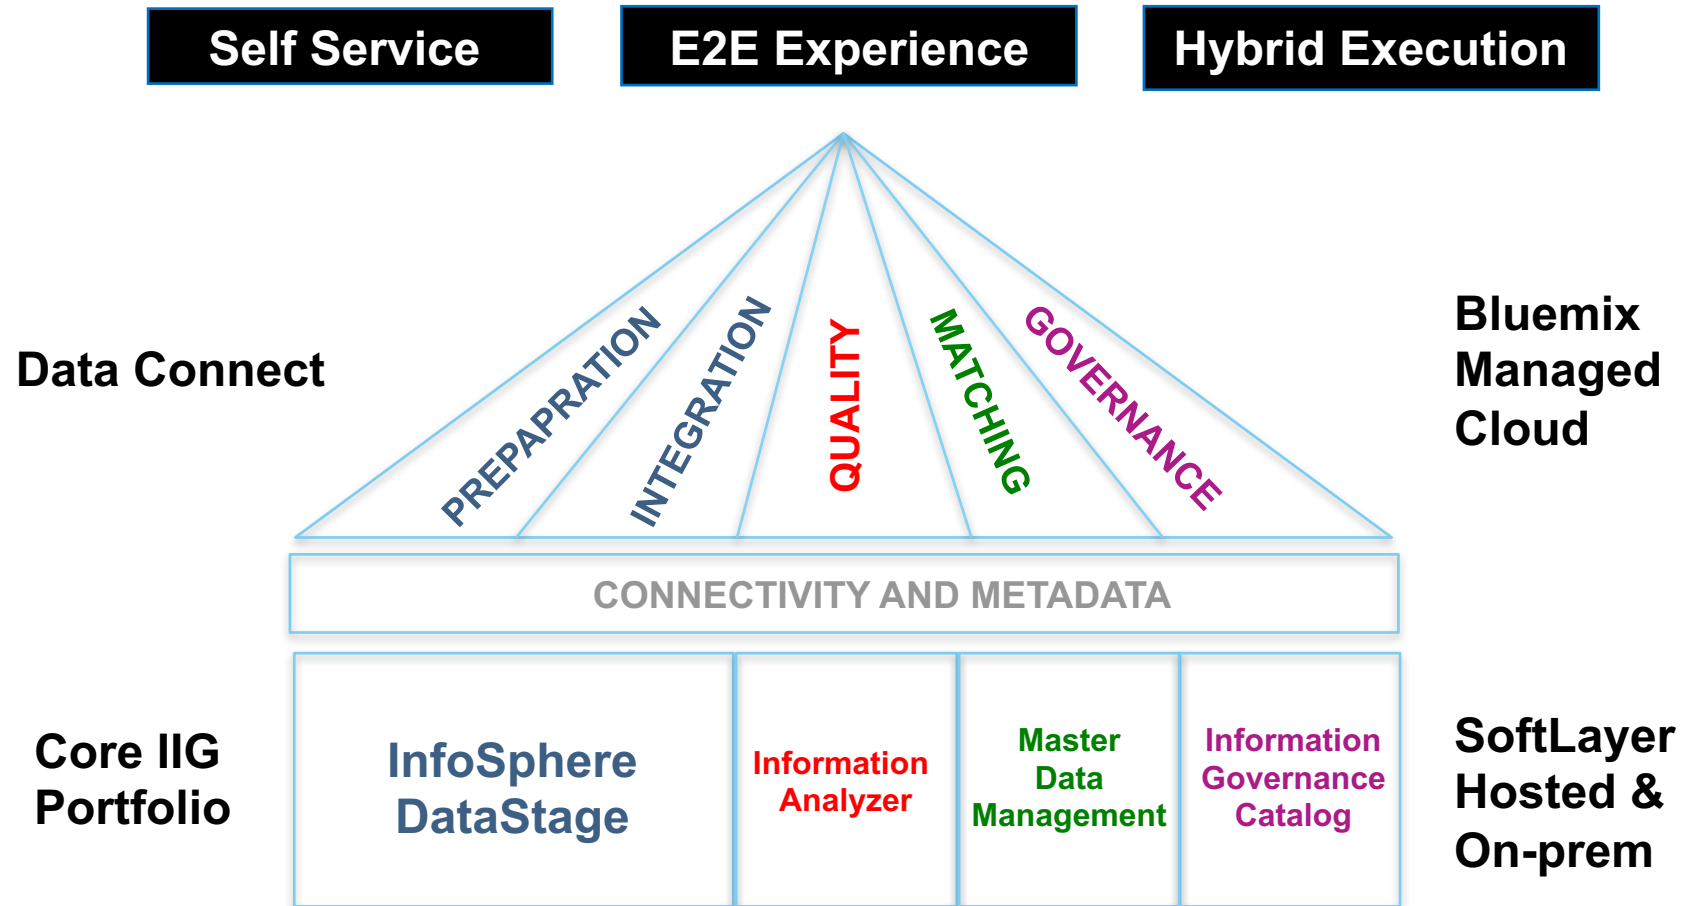 Self Service
E2E Experience
Hybrid Execution
Data Connect
PREPAPRATION
INTEGRATION
QUALITY
MATCHING
GOVERNANCE
Bluemix
Managed
Cloud
CONNECTIVITY AND METADATA
Core IIG
Portfolio
InfoSphere
DataStage
Information
Analyzer
Master
Data
Management
Information
Governance
Catalog
SoftLayer
Hosted &
On-prem